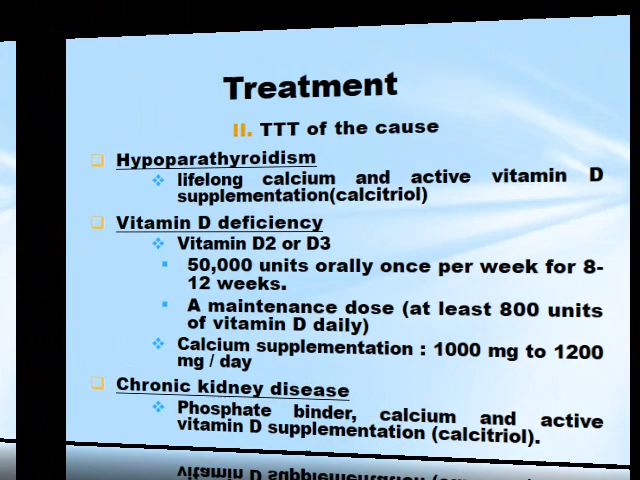 Treatment
II. TTT of the cause
Hypoparathyroidism
lifelong calcium and active vitamin D
supplementation(calcitriol)
Vitamin D deficiency
Vitamin D2 or D3
50,000 units orally once per week for 8-
12 weeks.
A maintenance dose (at least 800 units
of vitamin D daily)
Calcium supplementation : 1000 mg to 1200
mg / day
Chronic kidney disease
Phosphate binder, calcium and active
vitamin D supplementation (calcitriol).